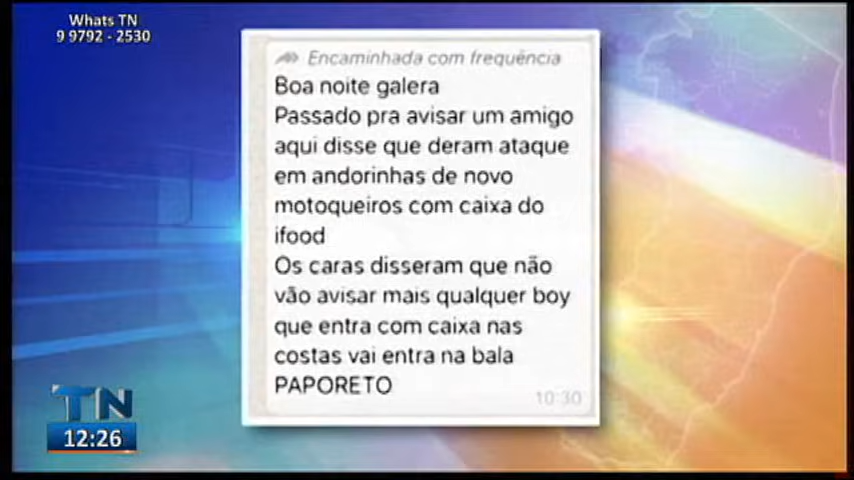 Whats TN
9 9792 - 2530
Encaminhada com frequência
Boa noite galera
Passado pra avisar um amigo
aqui disse que deram ataque
em andorinhas de novo
motoqueiros com caixa do
ifood
Os caras disseram que não
vão avisar mais qualquer boy
que entra com caixa nas
costas vai entra na bala
PAPORETO
10:30
TN
12:26